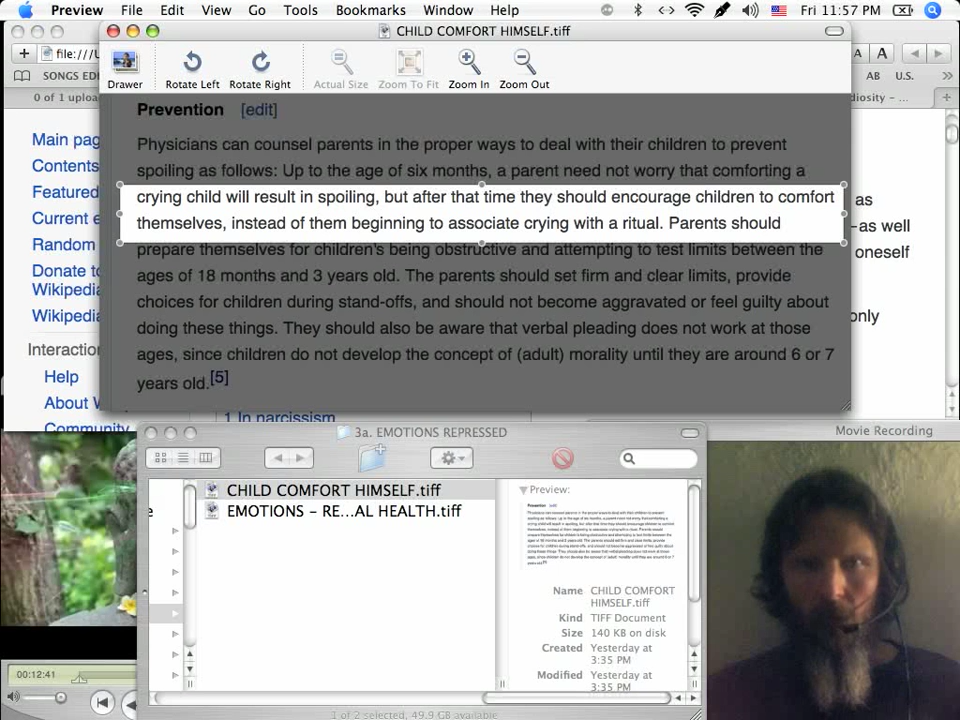 Preview File Edit View Go Tools Bookmarks Window Help Fri 11:57 PM
CHILD COMFORT HIMSELF.tiff
Drawer Rotate Left Rotate Right Actual Size Zoom To Fit Zoom In Zoom Out
file:///U
A A
SONGS EDI
AB U.S. »
0 of 1 uploa
diosity – ...
Prevention [edit]
Physicians can counsel parents in the proper ways to deal with their children to prevent
spoiling as follows: Up to the age of six months, a parent need not worry that comforting a
crying child will result in spoiling, but after that time they should encourage children to comfort
themselves, instead of them beginning to associate crying with a ritual. Parents should
prepare themselves for children's being obstructive and attempting to test limits between the
ages of 18 months and 3 years old. The parents should set firm and clear limits, provide
choices for children during stand-offs, and should not become aggravated or feel guilty about
doing these things. They should also be aware that verbal pleading does not work at those
ages, since children do not develop the concept of (adult) morality until they are around 6 or 7
years old.[5]
Main pag
Contents
Featured
Current e
Random
Donate to
Wikipedia
Wikipedia
Interaction
Help
About W
Community
as
-as well
oneself
only
1 In narcissism
3a. EMOTIONS REPRESSED
CHILD COMFORT HIMSELF.tiff
EMOTIONS – RE...AL HEALTH.tiff
Preview:
Name CHILD COMFORT
HIMSELF.tiff
Kind TIFF Document
Size 140 KB on disk
Created Yesterday at
3:35 PM
Modified Yesterday at
3:35 PM
1 of 2 selected, 49.9 GB available
Movie Recording
00:12:41